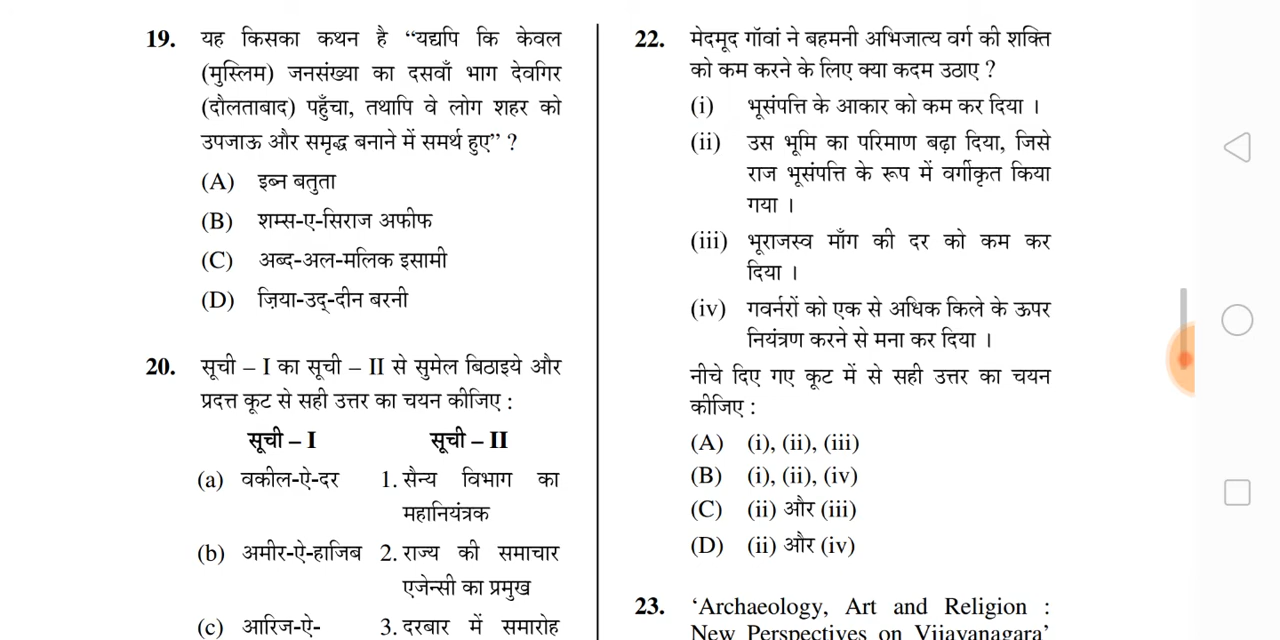 19. यह किसका कथन है “यद्यपि कि केवल
(मुस्लिम) जनसंख्या का दसवाँ भाग देवगिर
(दौलताबाद) पहुँचा, तथापि वे लोग शहर को
उपजाऊ और समृद्ध बनाने में समर्थ हुए” ?
(A) इब्न बतुता
(B) शम्स-ए-सिराज अफीफ
(C) अब्द-अल-मलिक इसामी
(D) ज़िया-उद्-दीन बरनी
20. सूची – I का सूची – II से सुमेल बिठाइये और
प्रदत्त कूट से सही उत्तर का चयन कीजिए :
सूची – I सूची – II
(a) वकील-ऐ-दर 1. सैन्य विभाग का
महानियंत्रक
(b) अमीर-ऐ-हाजिब 2. राज्य की समाचार
एजेन्सी का प्रमुख
(c) आरिज-ऐ- 3. दरबार में समारोह
22. मेदमूद गॉवां ने बहमनी अभिजात्य वर्ग की शक्ति
को कम करने के लिए क्या कदम उठाए ?
(i) भूसंपत्ति के आकार को कम कर दिया ।
(ii) उस भूमि का परिमाण बढ़ा दिया, जिसे
राज भूसंपत्ति के रूप में वर्गीकृत किया
गया ।
(iii) भूराजस्व माँग की दर को कम कर
दिया ।
(iv) गवर्नरों को एक से अधिक किले के ऊपर
नियंत्रण करने से मना कर दिया ।
नीचे दिए गए कूट में से सही उत्तर का चयन
कीजिए :
(A) (i), (ii), (iii)
(B) (i), (ii), (iv)
(C) (ii) और (iii)
(D) (ii) और (iv)
23. ‘Archaeology, Art and Religion :
New Perspectives on Vijayanagara’